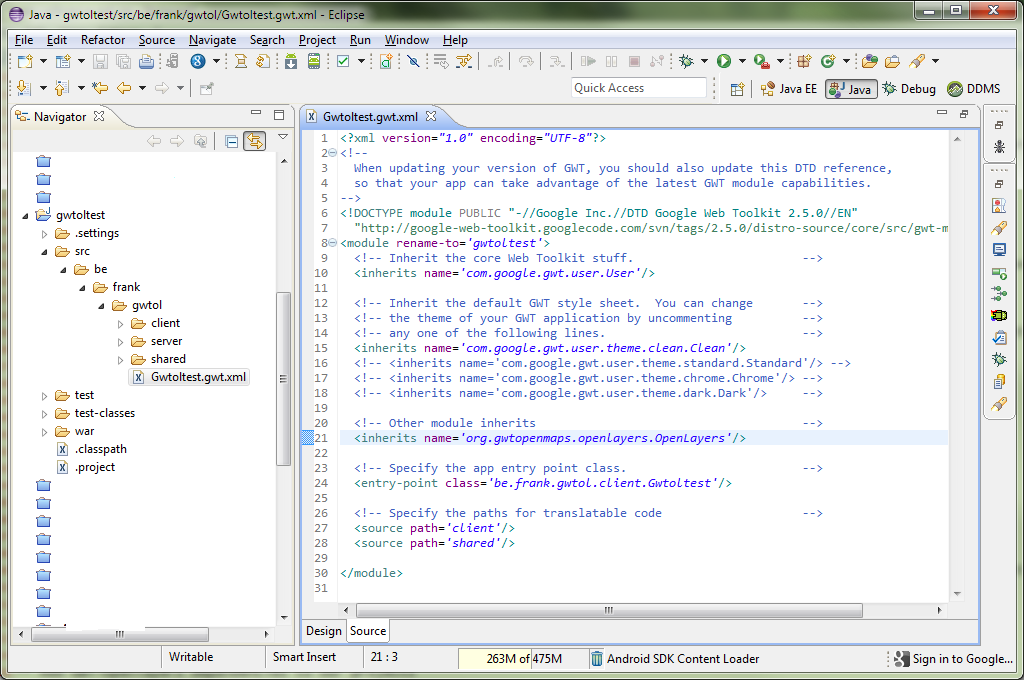 Java - gwtoltest/src/be/frank/gwtol/Gwtoltest.gwt.xml - Eclipse
File Edit Refactor Source Navigate Search Project Run Window Help
Quick Access
Java EE
Java
Debug
DDMS
Navigator
gwtoltest
.settings
src
be
frank
gwtol
client
server
shared
Gwtoltest.gwt.xml
test
test-classes
war
.classpath
.project
Gwtoltest.gwt.xml
1 <?xml version="1.0" encoding="UTF-8"?>
2 <!--
3 When updating your version of GWT, you should also update this DTD reference,
4 so that your app can take advantage of the latest GWT module capabilities.
5 -->
6 <!DOCTYPE module PUBLIC "-//Google Inc.//DTD Google Web Toolkit 2.5.0//EN"
7 "http://google-web-toolkit.googlecode.com/svn/tags/2.5.0/distro-source/core/src/gwt-m
8 <module rename-to='gwtoltest'>
9 <!-- Inherit the core Web Toolkit stuff. -->
10 <inherits name='com.google.gwt.user.User'/>
11
12 <!-- Inherit the default GWT style sheet. You can change -->
13 <!-- the theme of your GWT application by uncommenting -->
14 <!-- any one of the following lines. -->
15 <inherits name='com.google.gwt.user.theme.clean.Clean'/>
16 <!-- <inherits name='com.google.gwt.user.theme.standard.Standard'/> -->
17 <!-- <inherits name='com.google.gwt.user.theme.chrome.Chrome'/> -->
18 <!-- <inherits name='com.google.gwt.user.theme.dark.Dark'/> -->
19
20 <!-- Other module inherits -->
21 <inherits name='org.gwtopenmaps.openlayers.OpenLayers'/>
22
23 <!-- Specify the app entry point class. -->
24 <entry-point class='be.frank.gwtol.client.Gwtoltest'/>
25
26 <!-- Specify the paths for translatable code -->
27 <source path='client'/>
28 <source path='shared'/>
29
30 </module>
31
Design Source
Writable
Smart Insert
21 : 3
263M of 475M
Android SDK Content Loader
Sign in to Google...